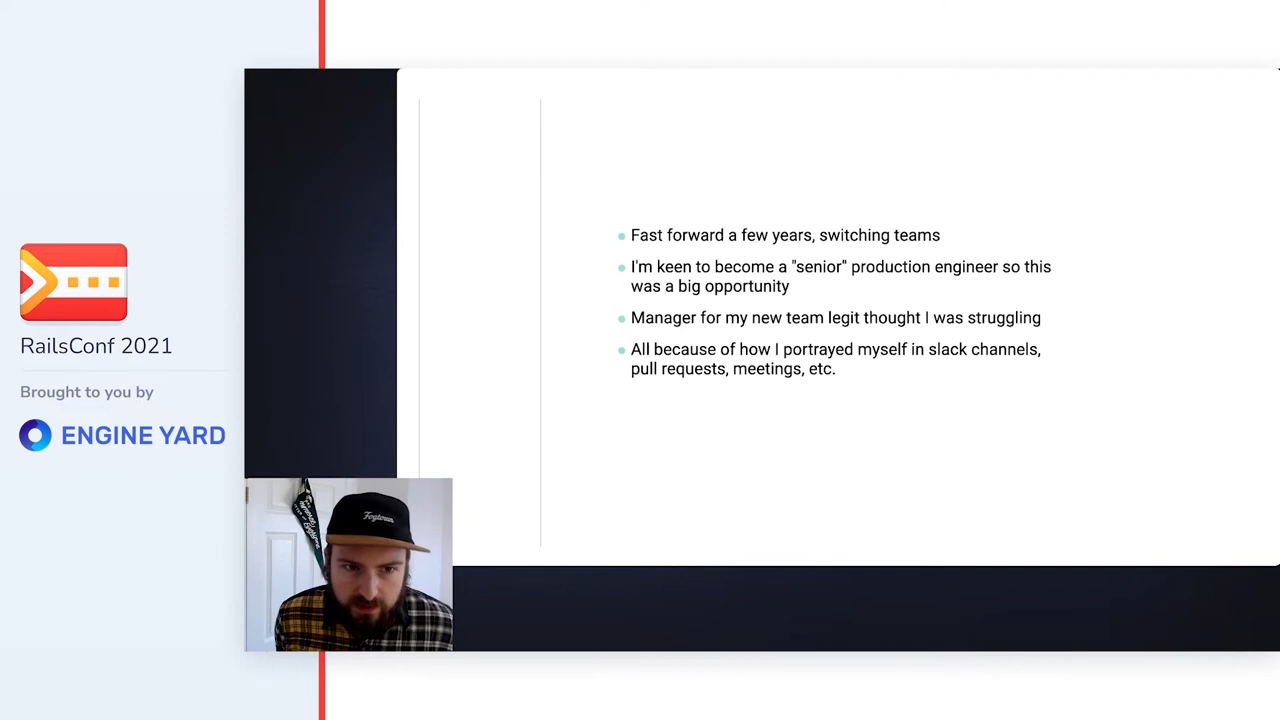 RailsConf 2021
Brought to you by
ENGINE YARD
Fast forward a few years, switching teams
I'm keen to become a "senior" production engineer so this
was a big opportunity
Manager for my new team legit thought I was struggling
All because of how I portrayed myself in slack channels,
pull requests, meetings, etc.
Fogtown